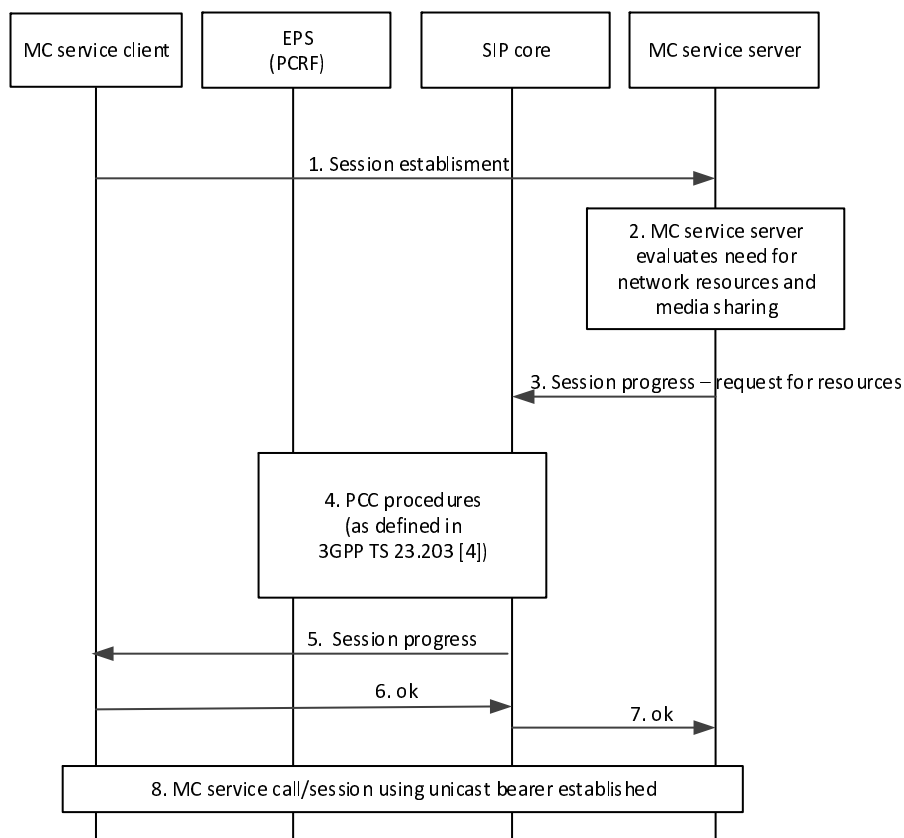 MC service client
EPS
(PCRF)
SIP core
MC service server
1. Session establisment
2. MC service server
evaluates need for
network resources and
media sharing
3. Session progress – request for resources
4. PCC procedures
(as defined in
3GPP TS 23.203 [4])
5. Session progress
6. ok
7. ok
8. MC service call/session using unicast bearer established